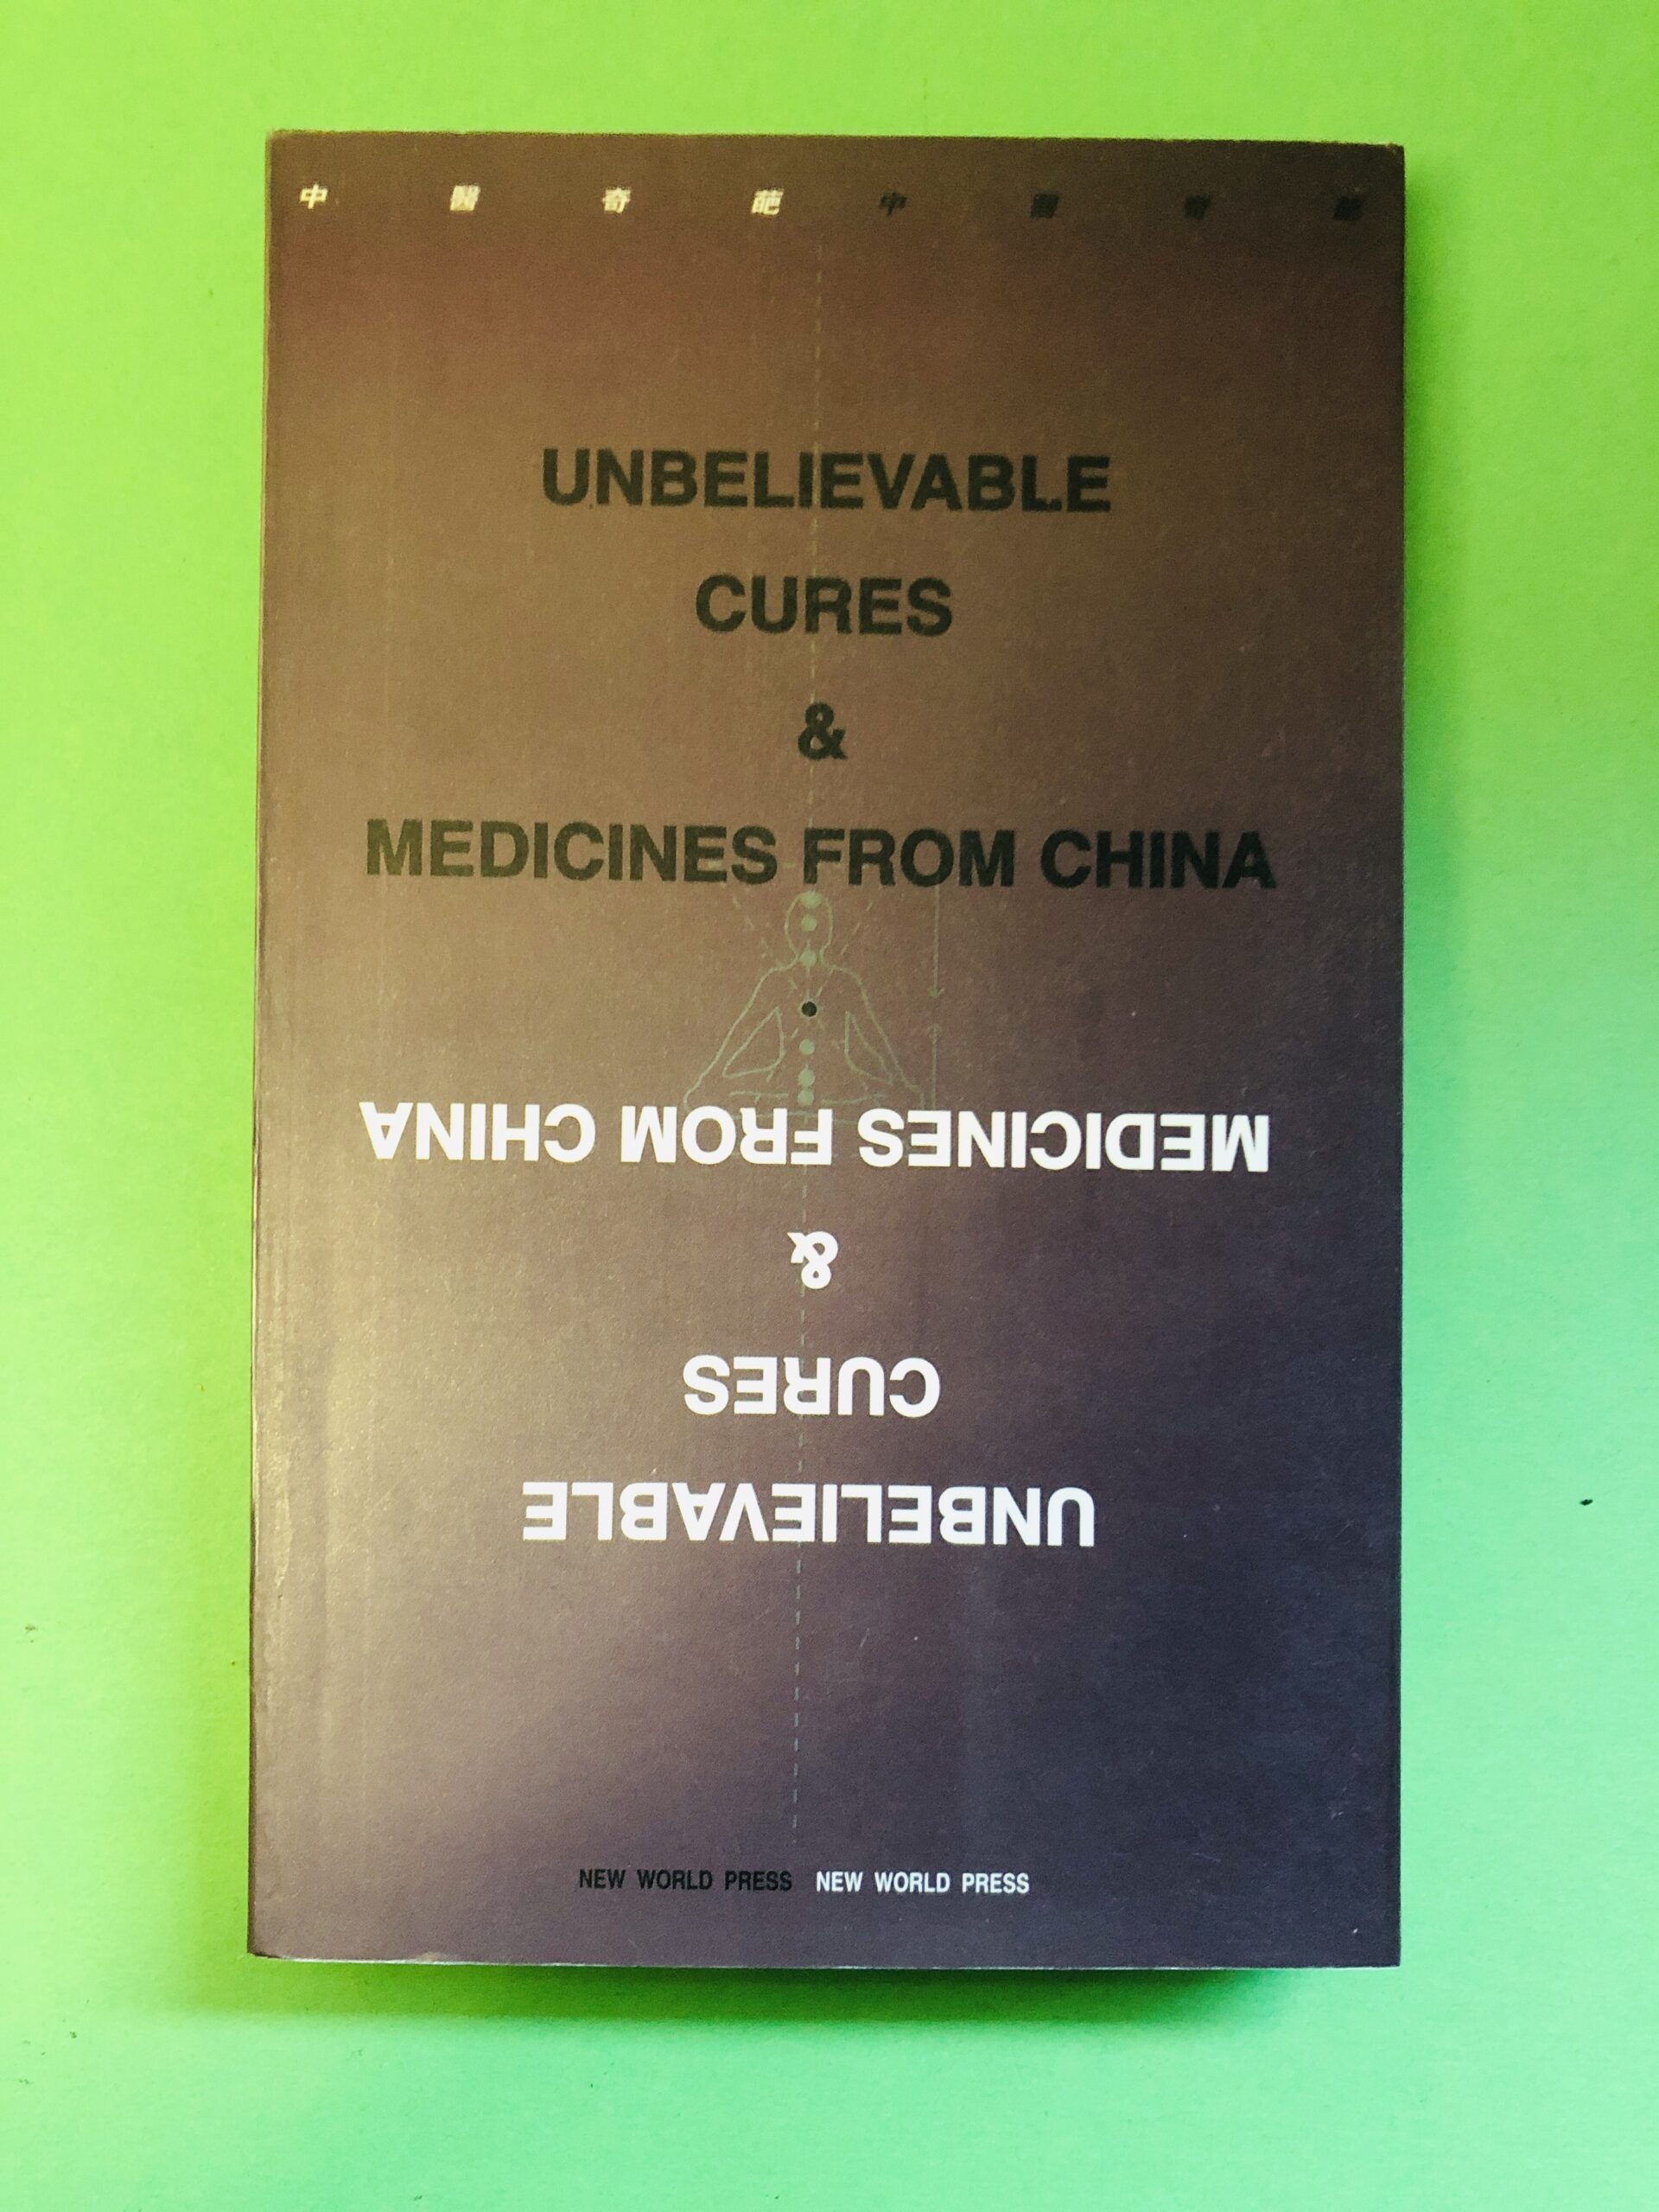 中 醫 奇 葩 中 醫 奇 葩
UNBELIEVABLE
CURES
&
MEDICINES FROM CHINA
MEDICINES FROM CHINA
&
CURES
UNBELIEVABLE
NEW WORLD PRESS NEW WORLD PRESS